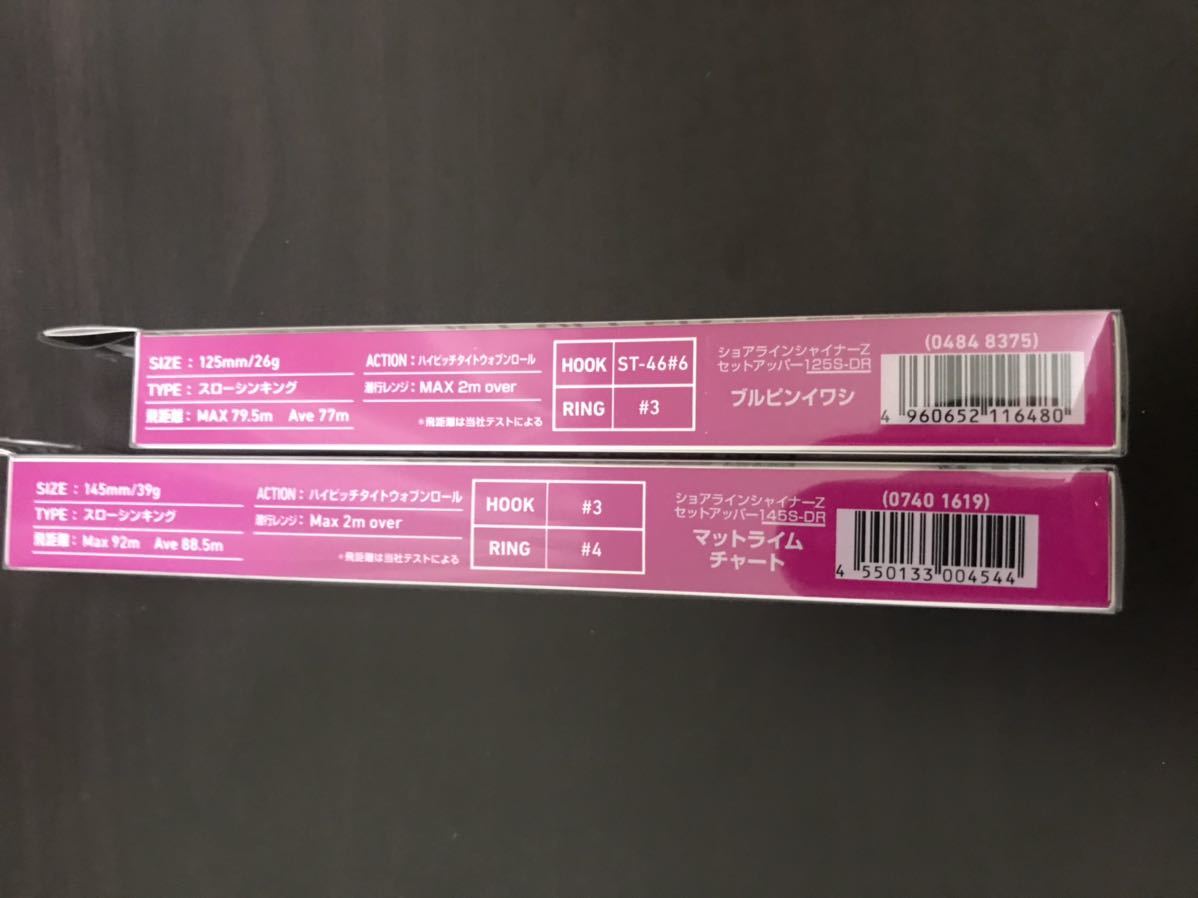 SIZE : 125mm/26g
TYPE : スローシンキング
飛距離 : MAX 79.5m Ave 77m
ACTION : ハイピッチタイトウォブンロール
潜行レンジ : MAX 2m over
※飛距離は当社テストによる
HOOK ST-46#6
RING #3
ショアラインシャイナーZ
セットアッパー125S-DR
ブルピンイワシ
(0484 8375)
4 960652 116480
SIZE : 145mm/39g
TYPE : スローシンキング
飛距離 : Max 92m Ave 88.5m
ACTION : ハイピッチタイトウォブンロール
潜行レンジ : Max 2m over
※飛距離は当社テストによる
HOOK #3
RING #4
ショアラインシャイナーZ
セットアッパー145S-DR
マットライム
チャート
(0740 1619)
4 550133 004544